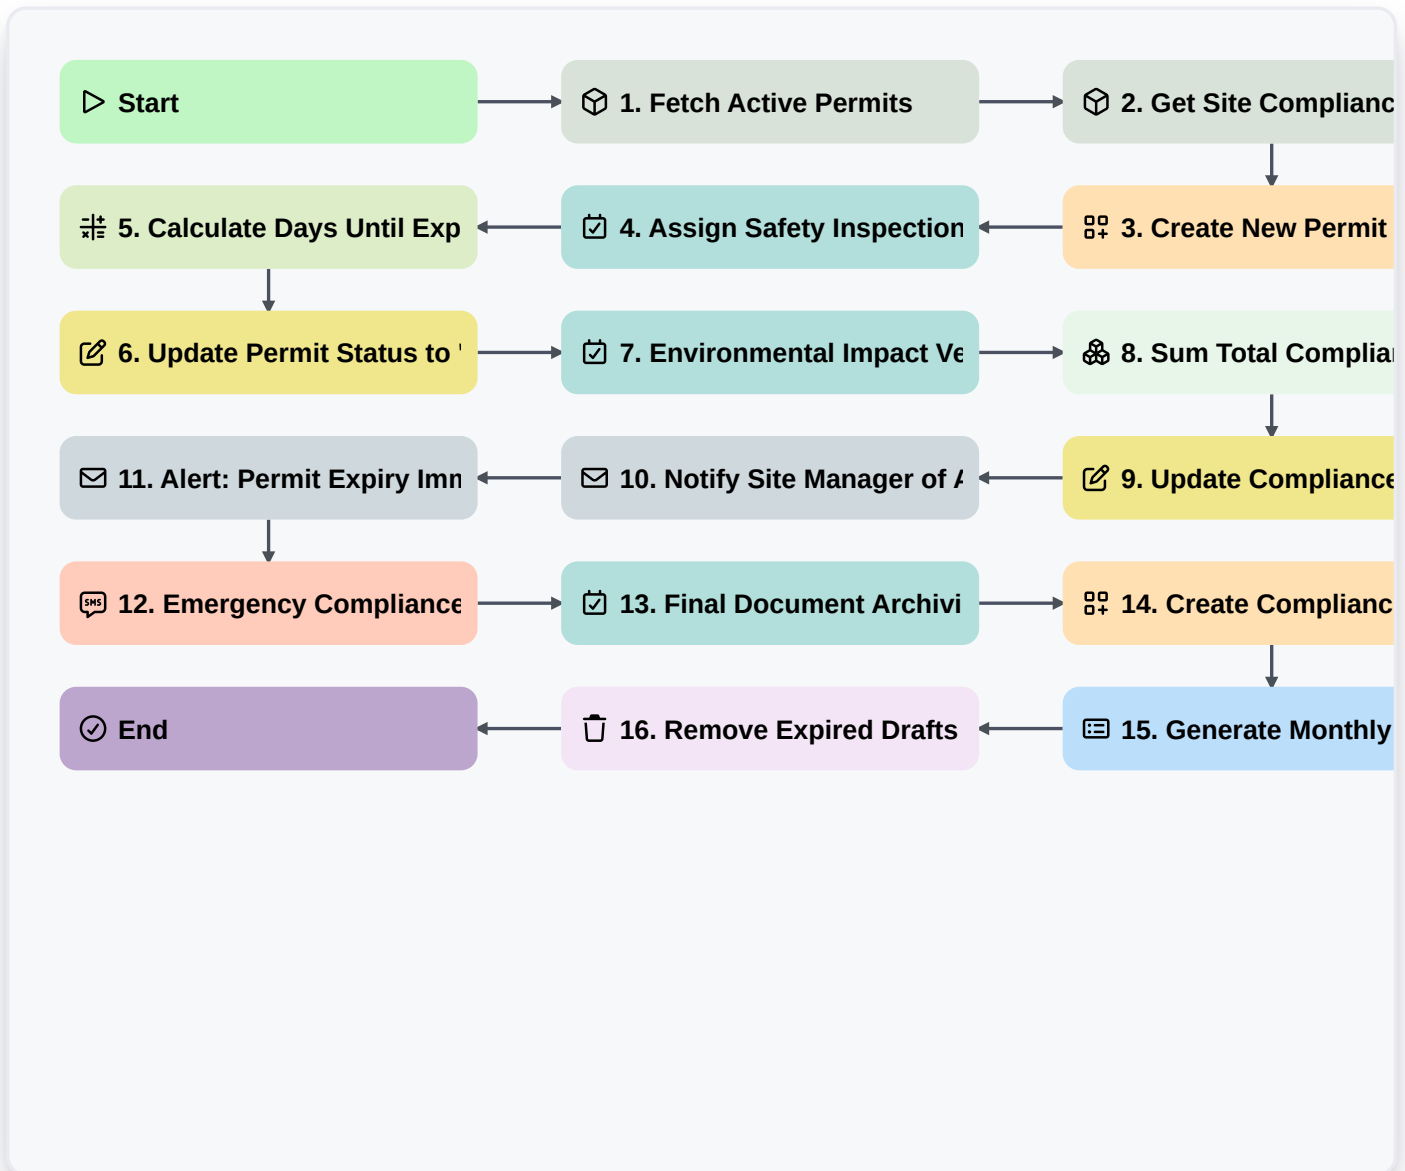 Start
1. Fetch Active Permits
2. Get Site Complianc
5. Calculate Days Until Exp
4. Assign Safety Inspection
3. Create New Permit
6. Update Permit Status to '
7. Environmental Impact Ve
8. Sum Total Complian
11. Alert: Permit Expiry Imm
10. Notify Site Manager of A
9. Update Compliance
SMS
12. Emergency Compliance
13. Final Document Archivi
14. Create Complianc
End
16. Remove Expired Drafts
15. Generate Monthly